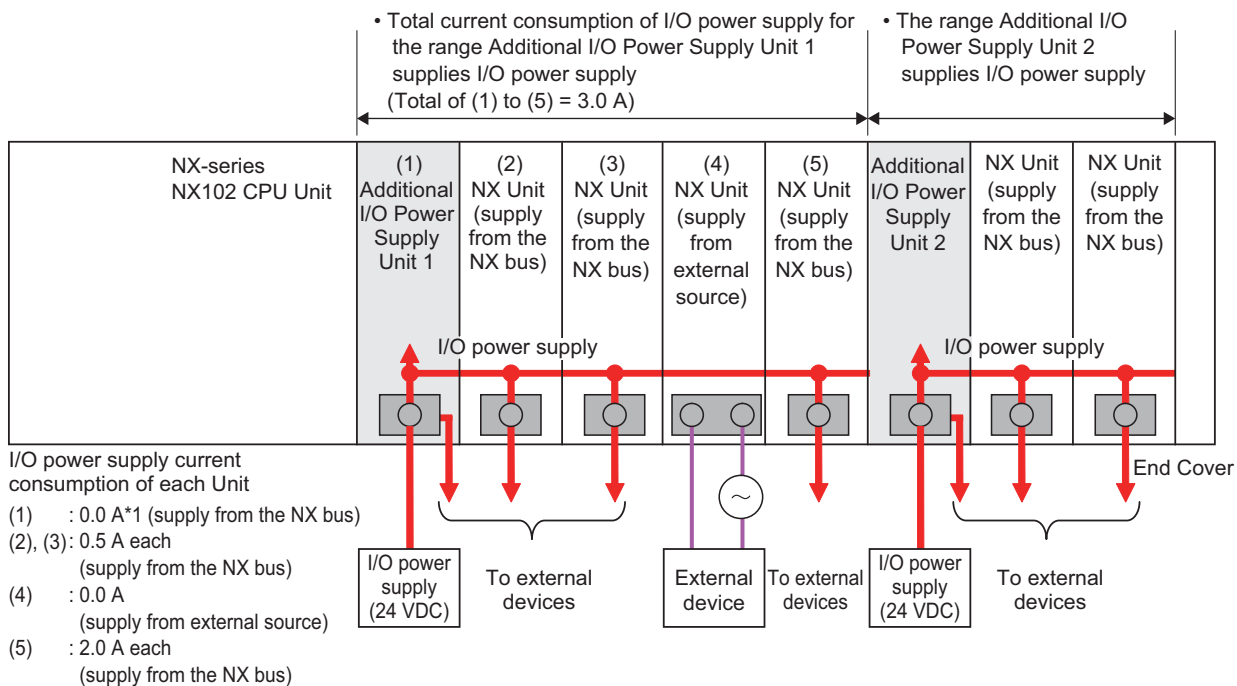 • Total current consumption of I/O power supply for
the range Additional I/O Power Supply Unit 1
supplies I/O power supply
(Total of (1) to (5) = 3.0 A)
• The range Additional I/O
Power Supply Unit 2
supplies I/O power supply
NX-series
NX102 CPU Unit
(1)
Additional
I/O Power
Supply
Unit 1
(2)
NX Unit
(supply
from the
NX bus)
(3)
NX Unit
(supply
from the
NX bus)
(4)
NX Unit
(supply
from
external
source)
(5)
NX Unit
(supply
from the
NX bus)
Additional
I/O Power
Supply
Unit 2
NX Unit
(supply
from the
NX bus)
NX Unit
(supply
from the
NX bus)
I/O power supply
I/O power supply
End Cover
I/O power supply current
consumption of each Unit
(1) : 0.0 A*1 (supply from the NX bus)
(2), (3): 0.5 A each
(supply from the NX bus)
(4) : 0.0 A
(supply from external source)
(5) : 2.0 A each
(supply from the NX bus)
I/O power
supply
(24 VDC)
To external
devices
External
device
To external
devices
I/O power
supply
(24 VDC)
To external
devices